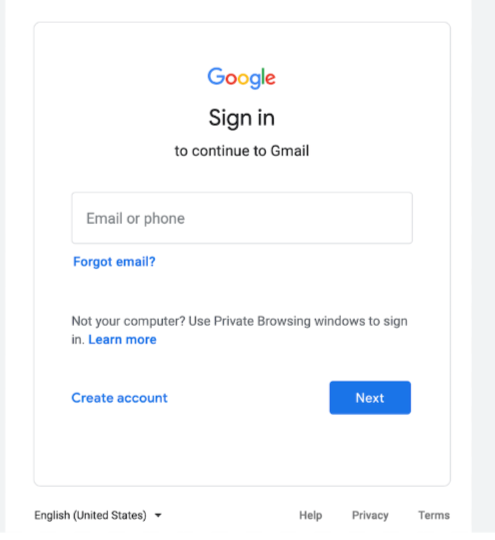 Google
Sign in
to continue to Gmail
Email or phone
Forgot email?
Not your computer? Use Private Browsing windows to sign
in. Learn more
Create account
Next
English (United States)
Help
Privacy
Terms